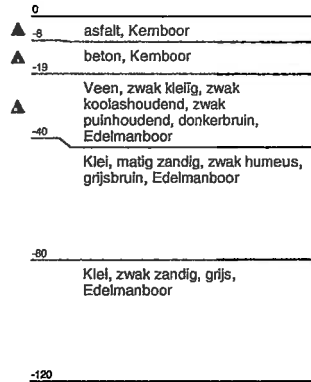 0
asfalt, Kernboor
-8
beton, Kernboor
-19
Veen, zwak kleiïg, zwak
koolashoudend, zwak
puinhoudend, donkerbruin,
Edelmanboor
-40
Klei, matig zandig, zwak humeus,
grijsbruin, Edelmanboor
-80
Klei, zwak zandig, grijs,
Edelmanboor
-120